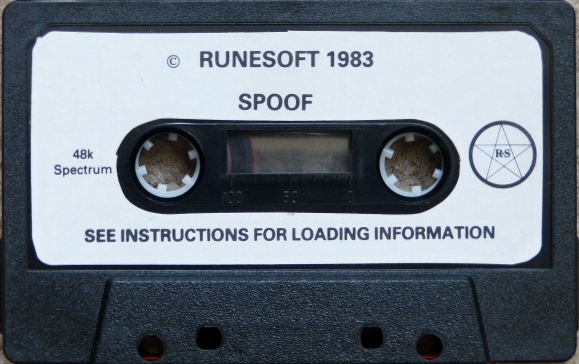 © RUNESOFT 1983
SPOOF
48k
Spectrum
R·S
100 50 0
SEE INSTRUCTIONS FOR LOADING INFORMATION